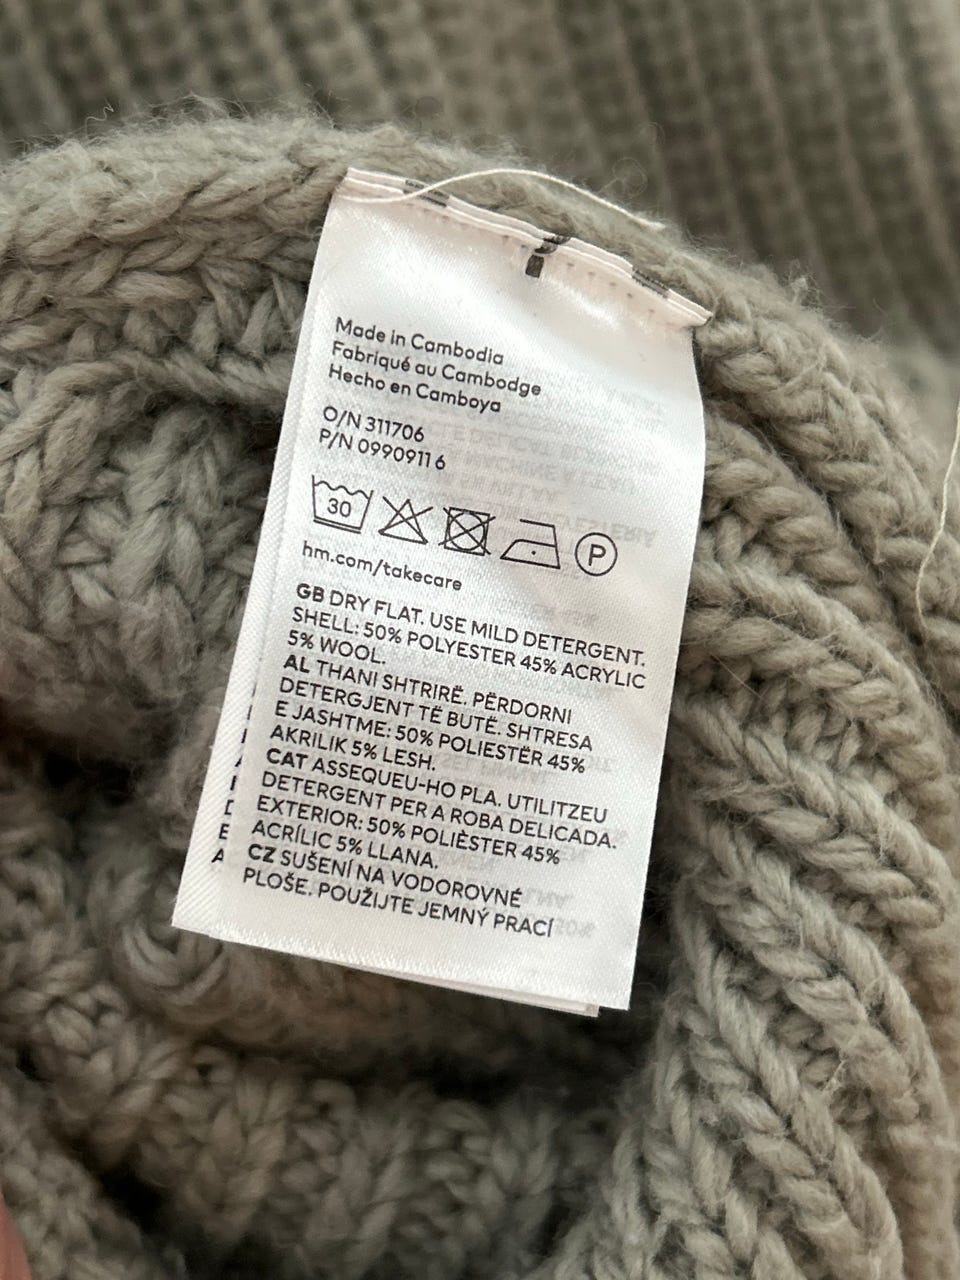 Made in Cambodia
Fabriqué au Cambodge
Hecho en Camboya
O/N 311706
P/N 0990911 6
30
P
hm.com/takecare
GB DRY FLAT. USE MILD DETERGENT.
SHELL: 50% POLYESTER 45% ACRYLIC
5% WOOL.
AL THANI SHTRIRË. PËRDORNI
DETERGJENT TË BUTË. SHTRESA
E JASHTME: 50% POLIESTËR 45%
AKRILIK 5% LESH.
CAT ASSEQUEU-HO PLA. UTILITZEU
DETERGENT PER A ROBA DELICADA.
EXTERIOR: 50% POLIÈSTER 45%
ACRÍLIC 5% LLANA.
CZ SUŠENÍ NA VODOROVNÉ
PLOŠE. POUŽIJTE JEMNÝ PRACÍ